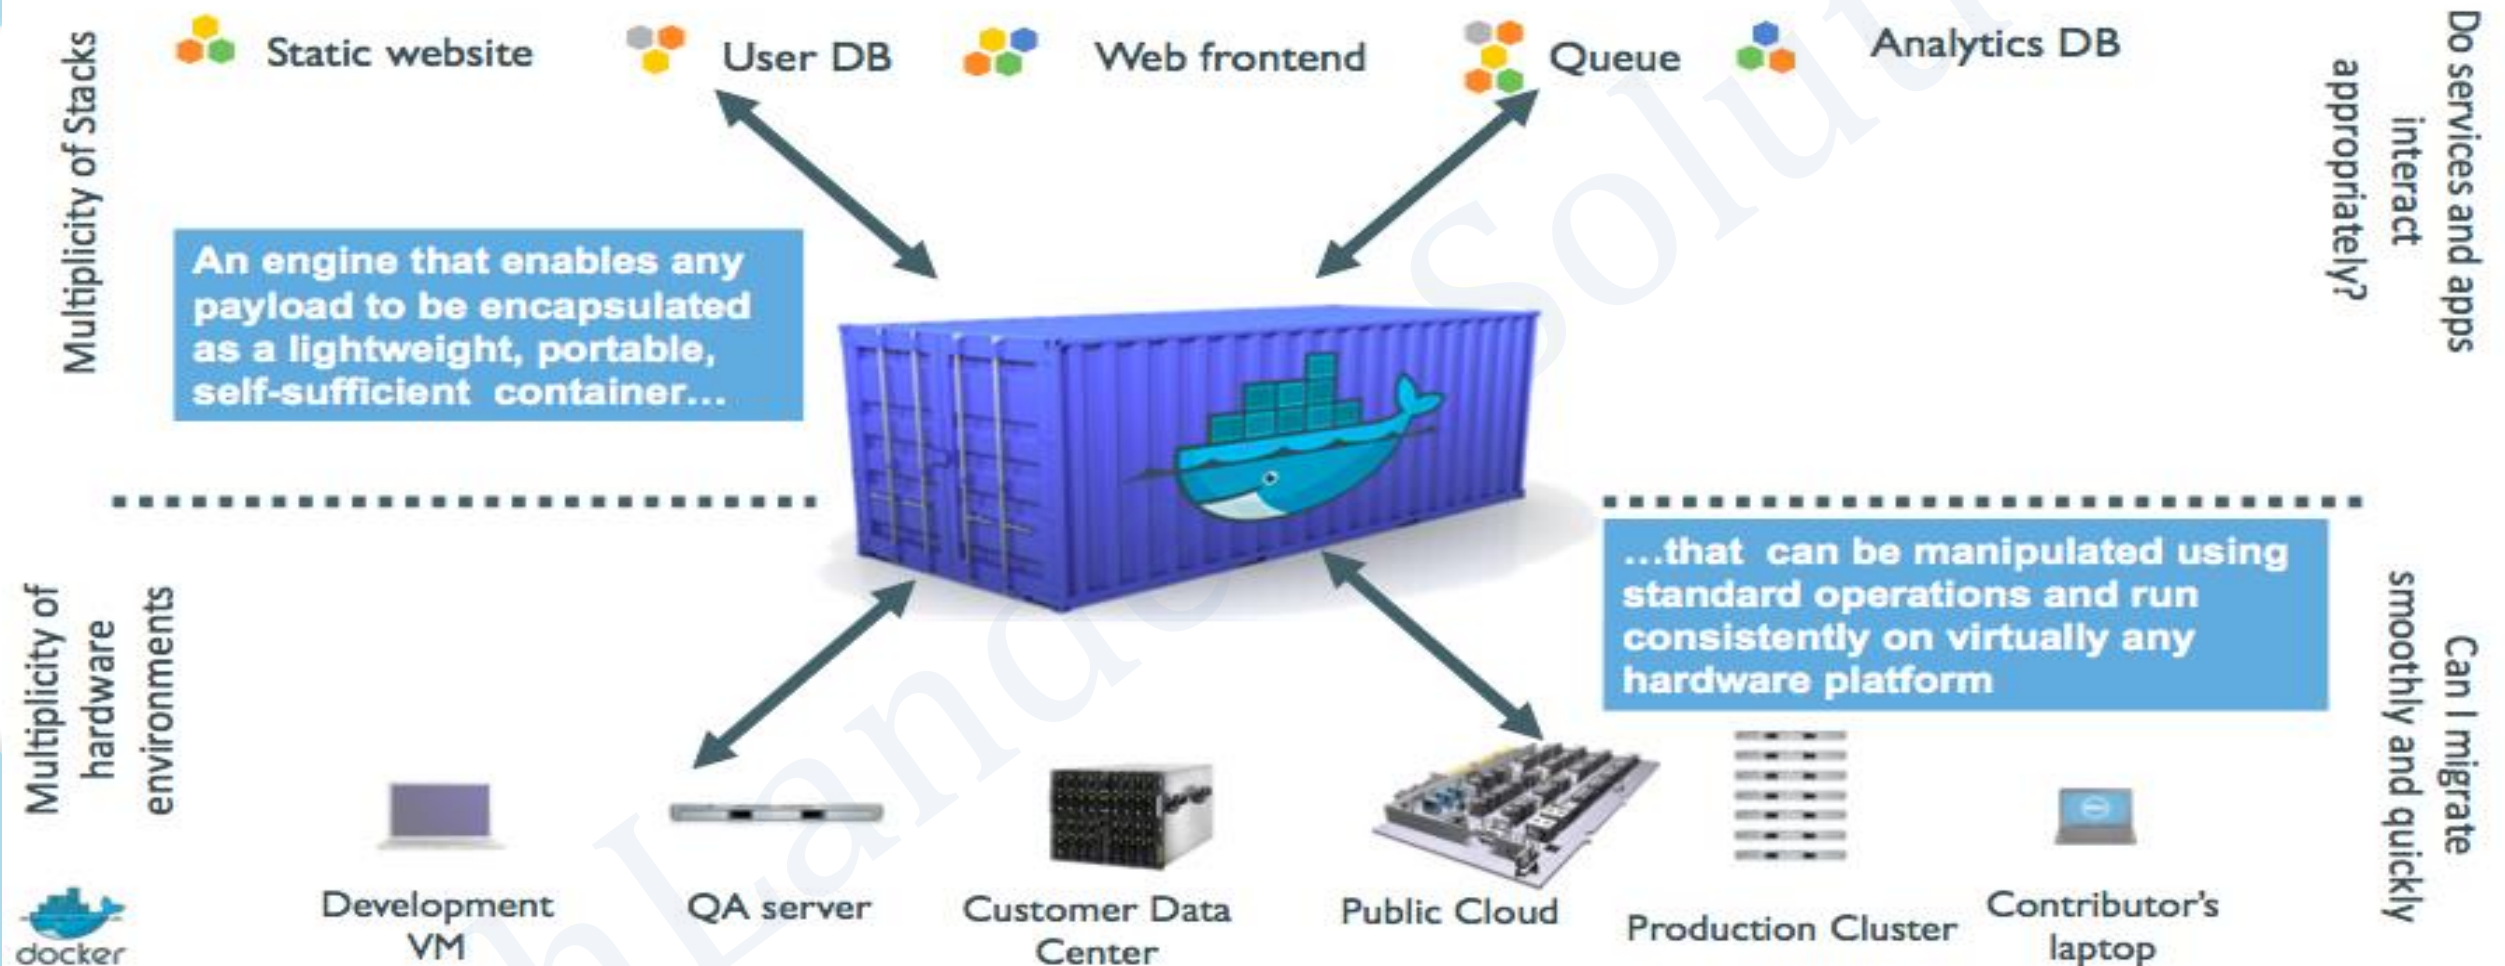 Static website
User DB
Web frontend
Queue
Analytics DB
Multiplicity of Stacks
Do services and apps
interact
appropriately?
An engine that enables any
payload to be encapsulated
as a lightweight, portable,
self-sufficient container...
...that can be manipulated using
standard operations and run
consistently on virtually any
hardware platform
Multiplicity of
hardware
environments
Can I migrate
smoothly and quickly
Development
VM
QA server
Customer Data
Center
Public Cloud
Production Cluster
Contributor's
laptop
docker